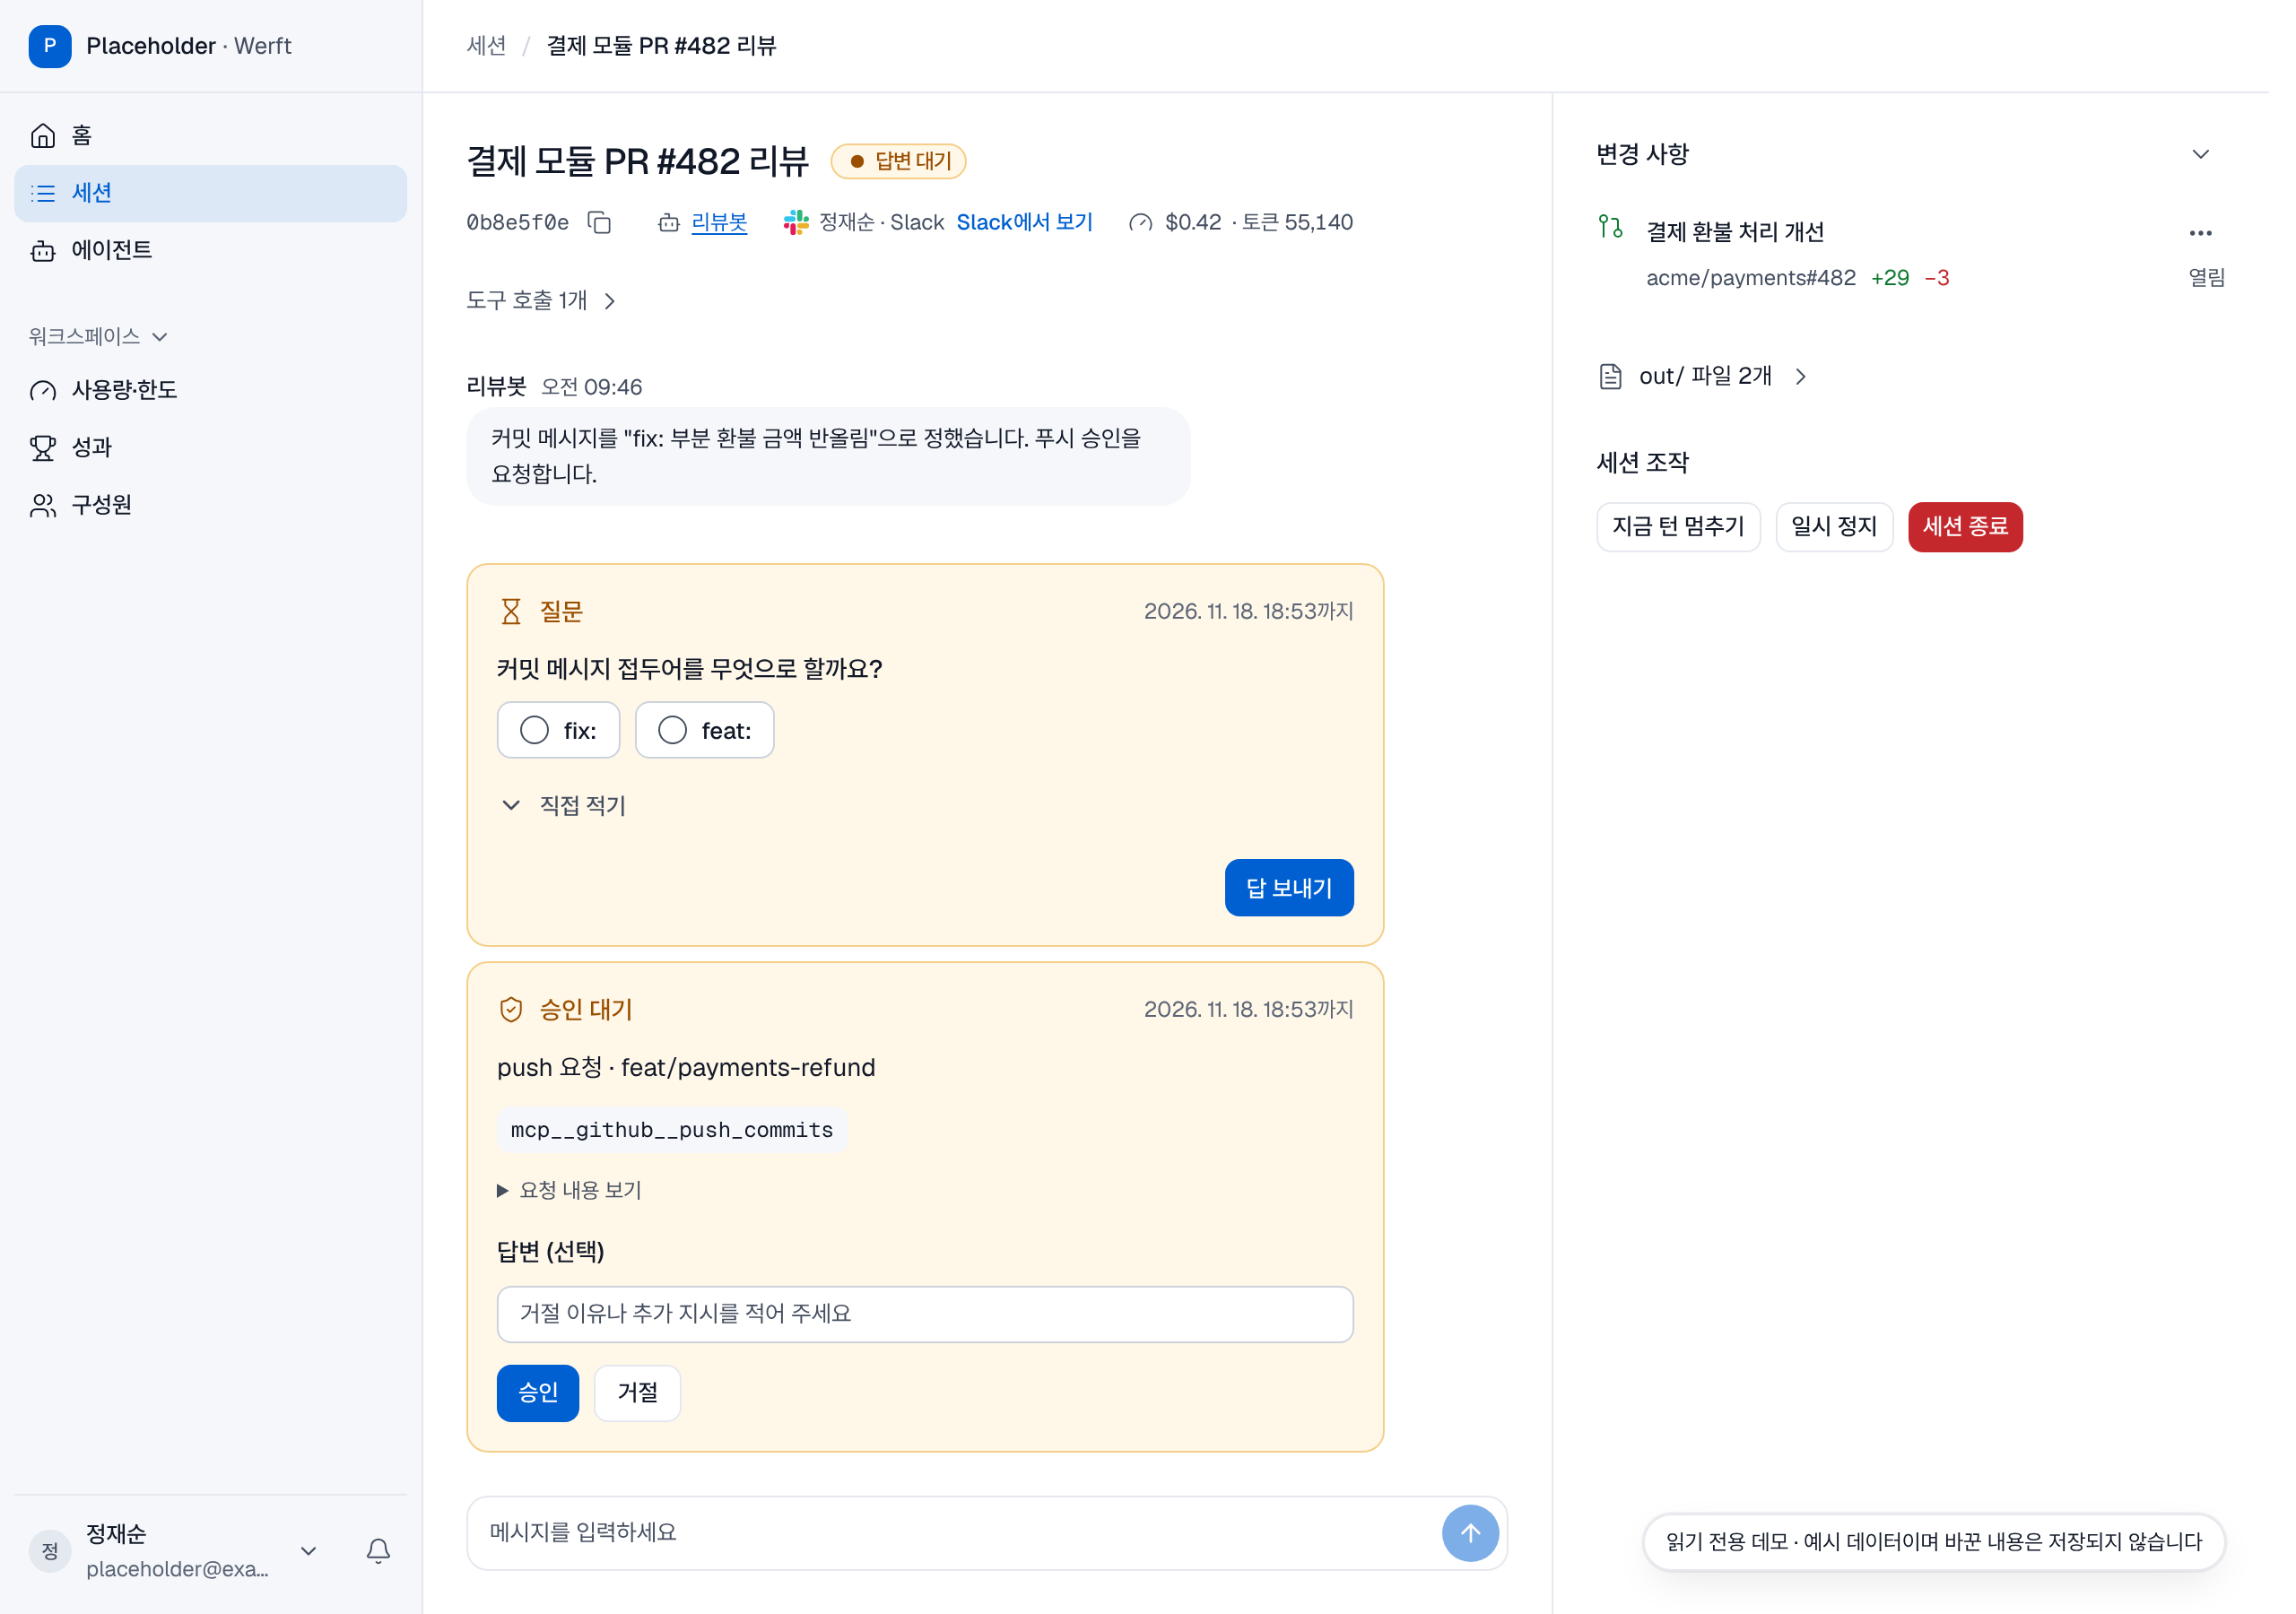 P Placeholder · Werft
홈
세션
에이전트
워크스페이스
사용량·한도
성과
구성원
정 정재순
placeholder@exa...
세션 / 결제 모듈 PR #482 리뷰
결제 모듈 PR #482 리뷰 답변 대기
0b8e5f0e 리뷰봇 정재순 · Slack Slack에서 보기 $0.42 · 토큰 55,140
도구 호출 1개
리뷰봇 오전 09:46
커밋 메시지를 "fix: 부분 환불 금액 반올림"으로 정했습니다. 푸시 승인을
요청합니다.
질문 2026. 11. 18. 18:53까지
커밋 메시지 접두어를 무엇으로 할까요?
fix: feat:
직접 적기
답 보내기
승인 대기 2026. 11. 18. 18:53까지
push 요청 · feat/payments-refund
mcp__github__push_commits
요청 내용 보기
답변 (선택)
거절 이유나 추가 지시를 적어 주세요
승인 거절
메시지를 입력하세요
변경 사항
결제 환불 처리 개선
acme/payments#482 +29 −3 열림
out/ 파일 2개
세션 조작
지금 턴 멈추기 일시 정지 세션 종료
읽기 전용 데모 · 예시 데이터이며 바꾼 내용은 저장되지 않습니다